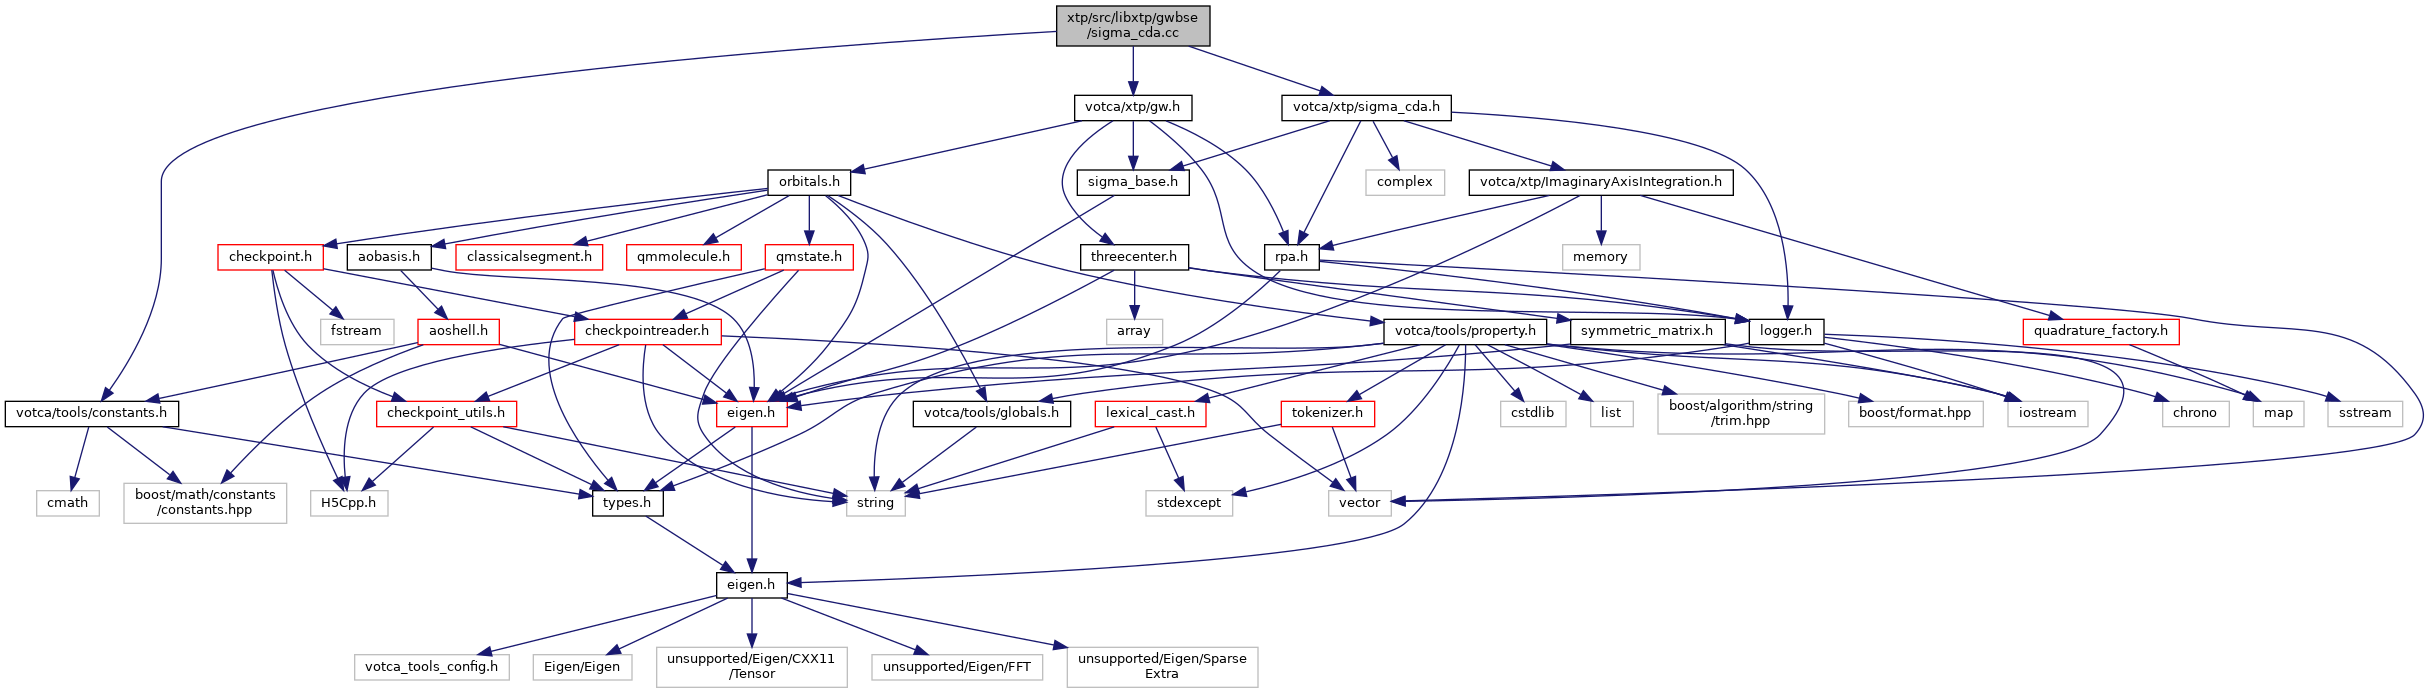 xtp/src/libxtp/gwbse
/sigma_cda.cc
votca/xtp/gw.h
votca/xtp/sigma_cda.h
orbitals.h
sigma_base.h
complex
votca/xtp/ImaginaryAxisIntegration.h
checkpoint.h
aobasis.h
classicalsegment.h
qmmolecule.h
qmstate.h
threecenter.h
rpa.h
memory
fstream
aoshell.h
checkpointreader.h
array
votca/tools/property.h
symmetric_matrix.h
logger.h
quadrature_factory.h
votca/tools/constants.h
checkpoint_utils.h
eigen.h
votca/tools/globals.h
lexical_cast.h
tokenizer.h
cstdlib
list
boost/algorithm/string
/trim.hpp
boost/format.hpp
iostream
chrono
map
sstream
cmath
boost/math/constants
/constants.hpp
H5Cpp.h
types.h
string
stdexcept
vector
eigen.h
votca_tools_config.h
Eigen/Eigen
unsupported/Eigen/CXX11
/Tensor
unsupported/Eigen/FFT
unsupported/Eigen/Sparse
Extra